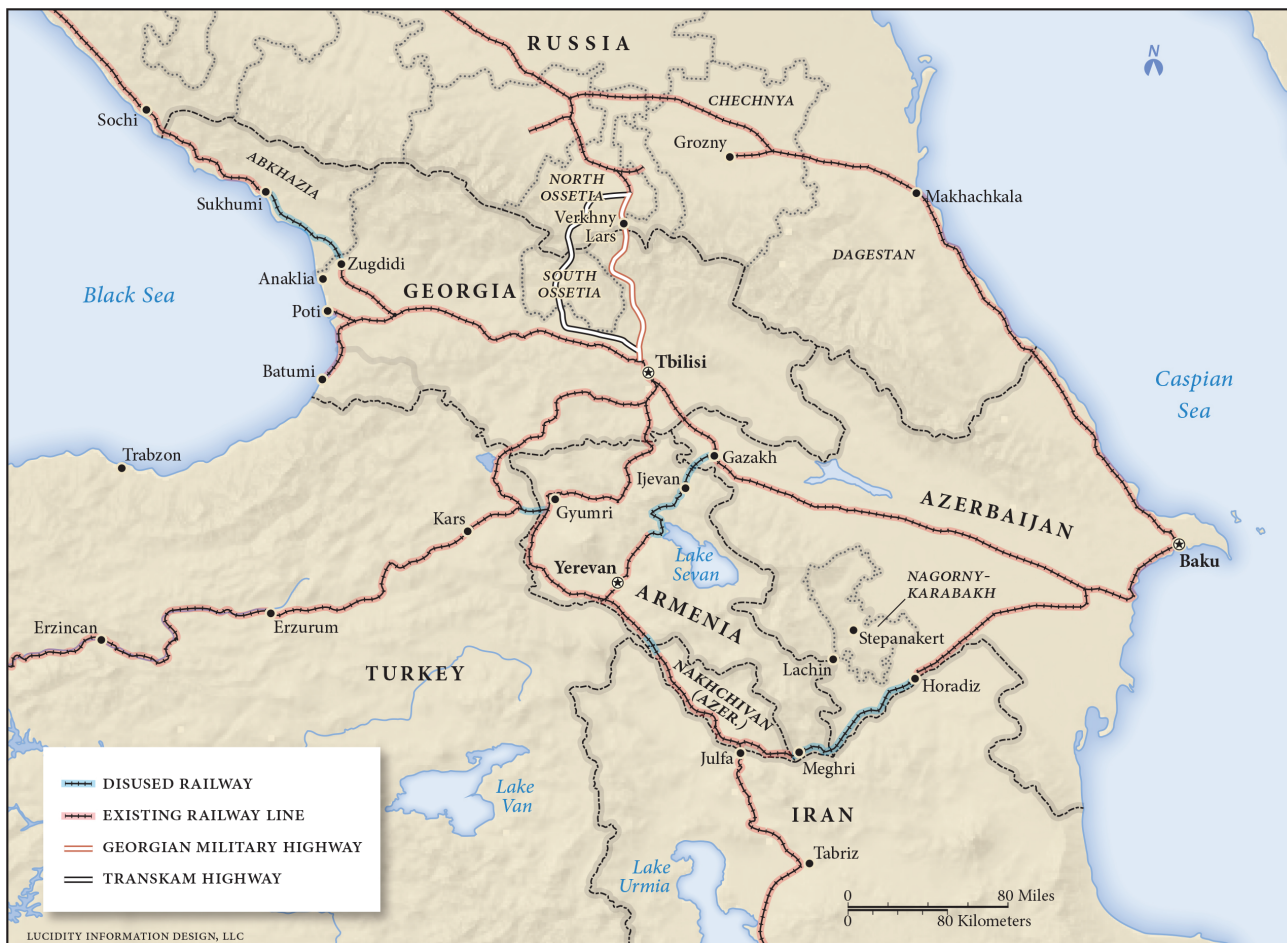 RUSSIA
N
CHECHNYA
Sochi
Grozny
ABKHAZIA
NORTH
OSSETIA
Sukhumi
Makhachkala
Verkhny
Lars
DAGESTAN
Zugdidi
Anaklia
SOUTH
OSSETIA
Black Sea
GEORGIA
Poti
Tbilisi
Batumi
Caspian
Sea
Trabzon
Gazakh
Ijevan
AZERBAIJAN
Gyumri
Kars
Lake
Sevan
Baku
Yerevan
NAGORNY-
KARABAKH
ARMENIA
Erzincan
Erzurum
Stepanakert
Lachin
TURKEY
NAKHCHIVAN
(AZER.)
Horadiz
Julfa
Meghri
DISUSED RAILWAY
EXISTING RAILWAY LINE
GEORGIAN MILITARY HIGHWAY
TRANSKAM HIGHWAY
Lake
Van
IRAN
Tabriz
Lake
Urmia
0 80 Miles
0 80 Kilometers
LUCIDITY INFORMATION DESIGN, LLC